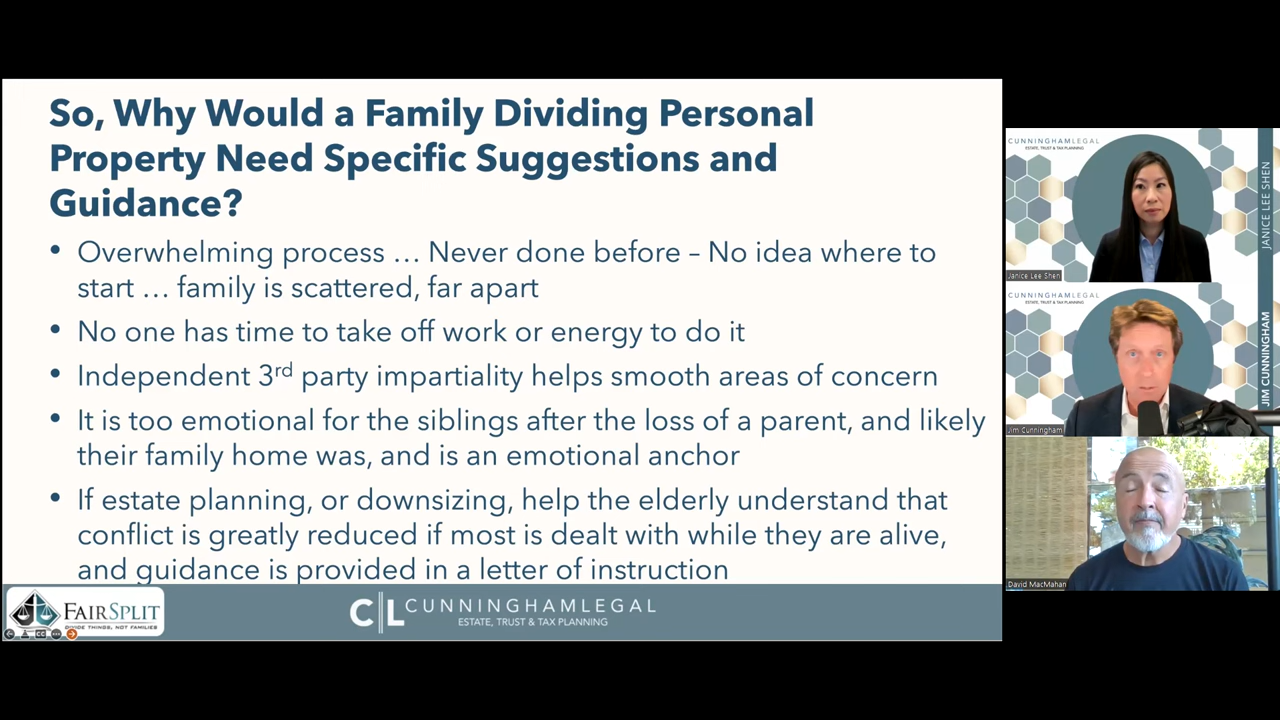 So, Why Would a Family Dividing Personal
Property Need Specific Suggestions and
Guidance?
• Overwhelming process … Never done before – No idea where to
start … family is scattered, far apart
• No one has time to take off work or energy to do it
• Independent 3rd party impartiality helps smooth areas of concern
• It is too emotional for the siblings after the loss of a parent, and likely
their family home was, and is an emotional anchor
• If estate planning, or downsizing, help the elderly understand that
conflict is greatly reduced if most is dealt with while they are alive,
and guidance is provided in a letter of instruction
FAIRSPLIT
DIVIDE THINGS, NOT FAMILIES
CL CUNNINGHAMLEGAL
ESTATE, TRUST & TAX PLANNING
CUNNINGHAMLEGAL
ESTATE, TRUST & TAX PLANNING
JANICE LEE SHEN
Janice Lee Shen
CUNNINGHAMLEGAL
ESTATE, TRUST & TAX PLANNING
JIM CUNNINGHAM
Jim Cunningham
David MacMahan